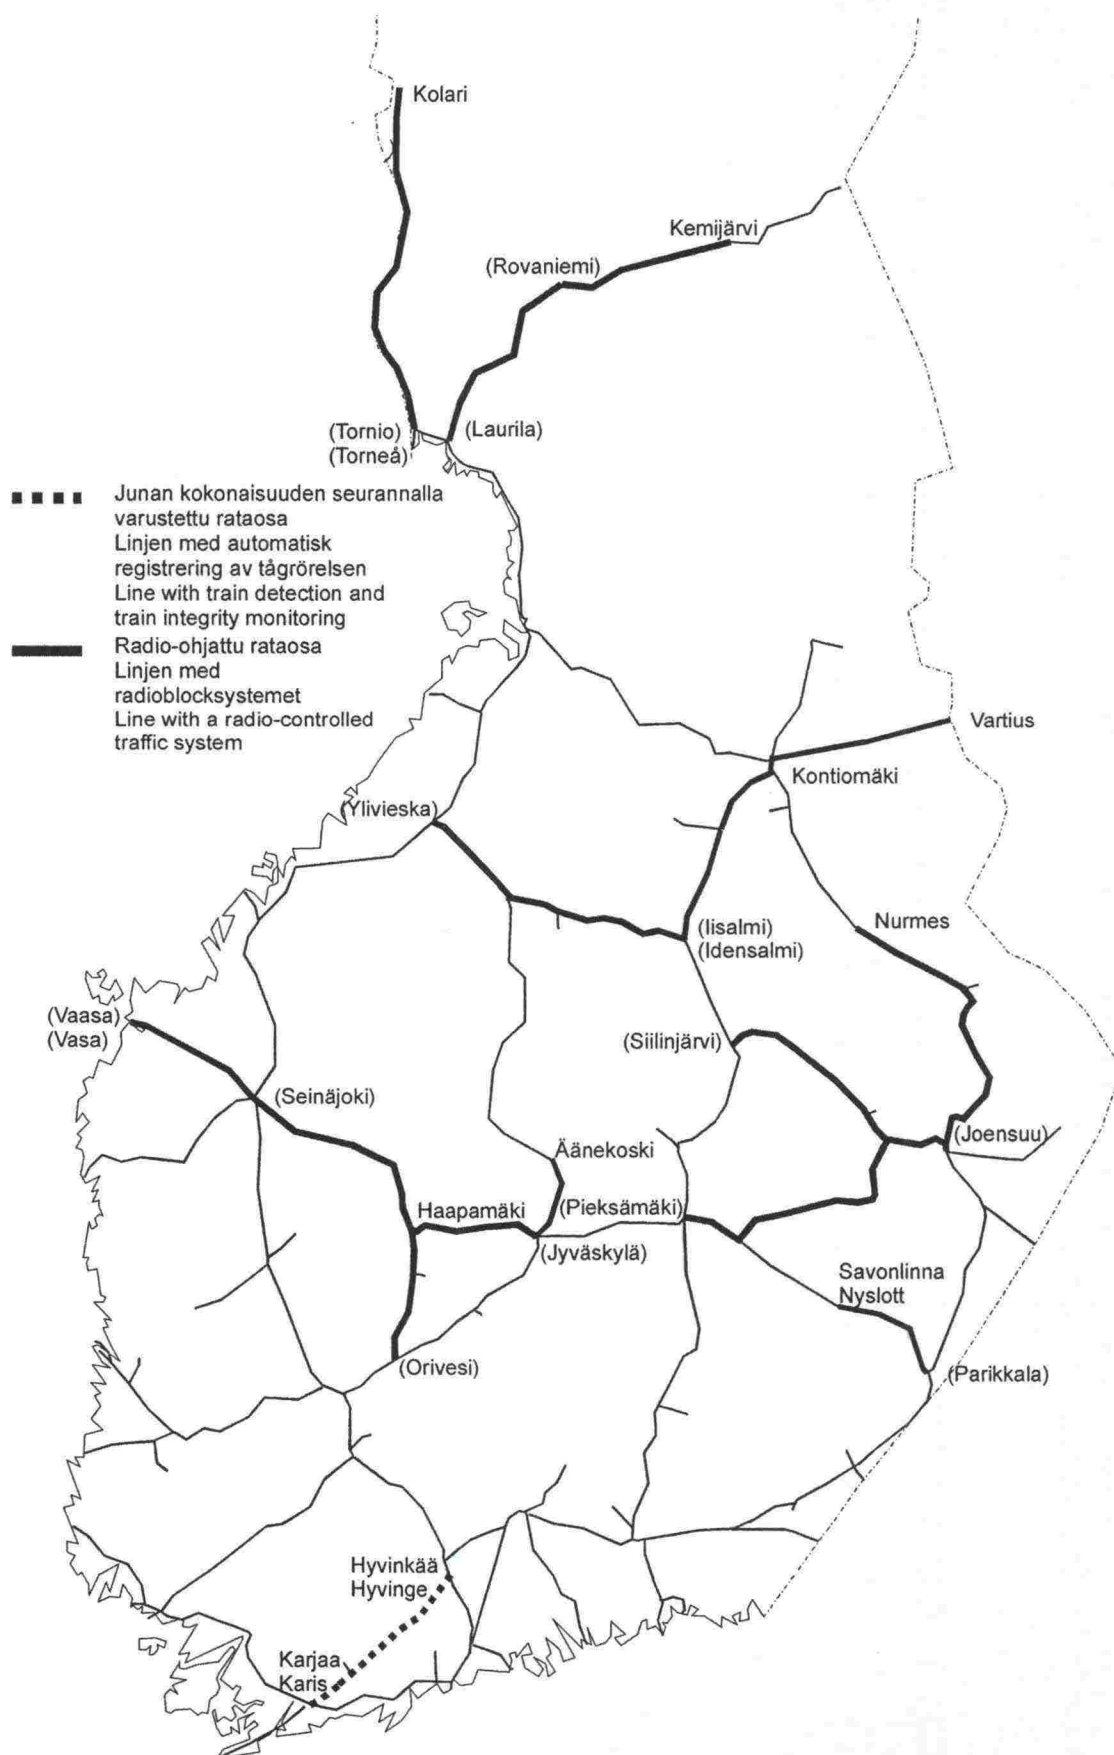 Kolari
Kemijärvi
(Rovaniemi)
(Tornio)
(Torneå)
(Laurila)
Junan kokonaisuuden seurannalla
varustettu rataosa
Linjen med automatisk
registrering av tågrörelsen
Line with train detection and
train integrity monitoring
Radio-ohjattu rataosa
Linjen med
radioblocksystemet
Line with a radio-controlled
traffic system
Vartius
Kontiomäki
(Ylivieska)
Nurmes
(Iisalmi)
(Idensalmi)
(Vaasa)
(Vasa)
(Siilinjärvi)
(Seinäjoki)
(Joensuu)
Äänekoski
Haapamäki
(Pieksämäki)
(Jyväskylä)
Savonlinna
Nyslott
(Orivesi)
(Parikkala)
Hyvinkää
Hyvinge
Karjaa
Karis